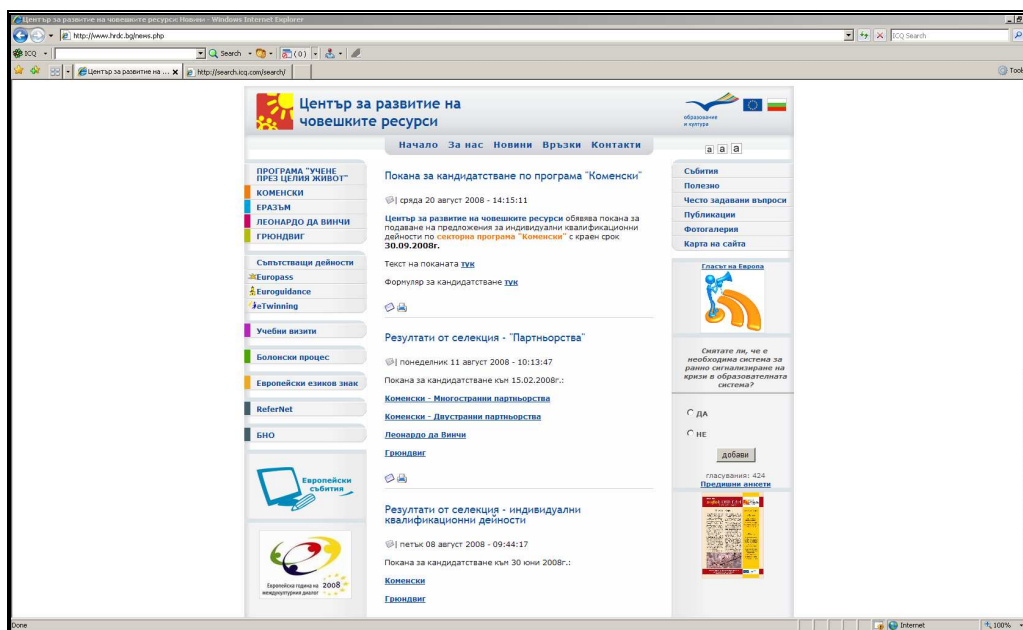 Център за развитие на човешките ресурси: Новини - Windows Internet Explorer
http://www.hrdc.bg/news.php
ICQ Search
ICQ
Search
(0)
Център за развитие на ...
http://search.icq.com/search/
Tools
Център за развитие на
човешките ресурси
образование
и култура
Начало За нас Новини Връзки Контакти
a a a
ПРОГРАМА "УЧЕНЕ
ПРЕЗ ЦЕЛИЯ ЖИВОТ"
КОМЕНСКИ
ЕРАЗЪМ
ЛЕОНАРДО ДА ВИНЧИ
ГРЮНДВИГ
Съпътстващи дейности
Europass
Euroguidance
eTwinning
Учебни визити
Болонски процес
Европейски езиков знак
ReferNet
БНО
Европейски
събития
Европейска година на 2008
междукултурния диалог
Покана за кандидатстване по програма "Коменски"
| сряда 20 август 2008 - 14:15:11
Център за развитие на човешките ресурси обявява покана за
подаване на предложения за индивидуални квалификационни
дейности по секторна програма "Коменски" с краен срок
30.09.2008г.
Текст на поканата тук
Формуляр за кандидатстване тук
Резултати от селекция - "Партньорства"
| понеделник 11 август 2008 - 10:13:47
Покана за кандидатстване към 15.02.2008г.:
Коменски - Многостранни партньорства
Коменски - Двустранни партньорства
Леонардо да Винчи
Грюндвиг
Резултати от селекция - индивидуални
квалификационни дейности
| петък 08 август 2008 - 09:44:17
Покана за кандидатстване към 30 юни 2008г.:
Коменски
Грюндвиг
Събития
Полезно
Често задавани въпроси
Публикации
Фотогалерия
Карта на сайта
Гласът на Европа
Смятате ли, че е
необходима система за
ранно сигнализиране на
кризи в образователната
система?
ДА
НЕ
добави
гласувания: 424
Предишни анкети
Done
Internet
100%